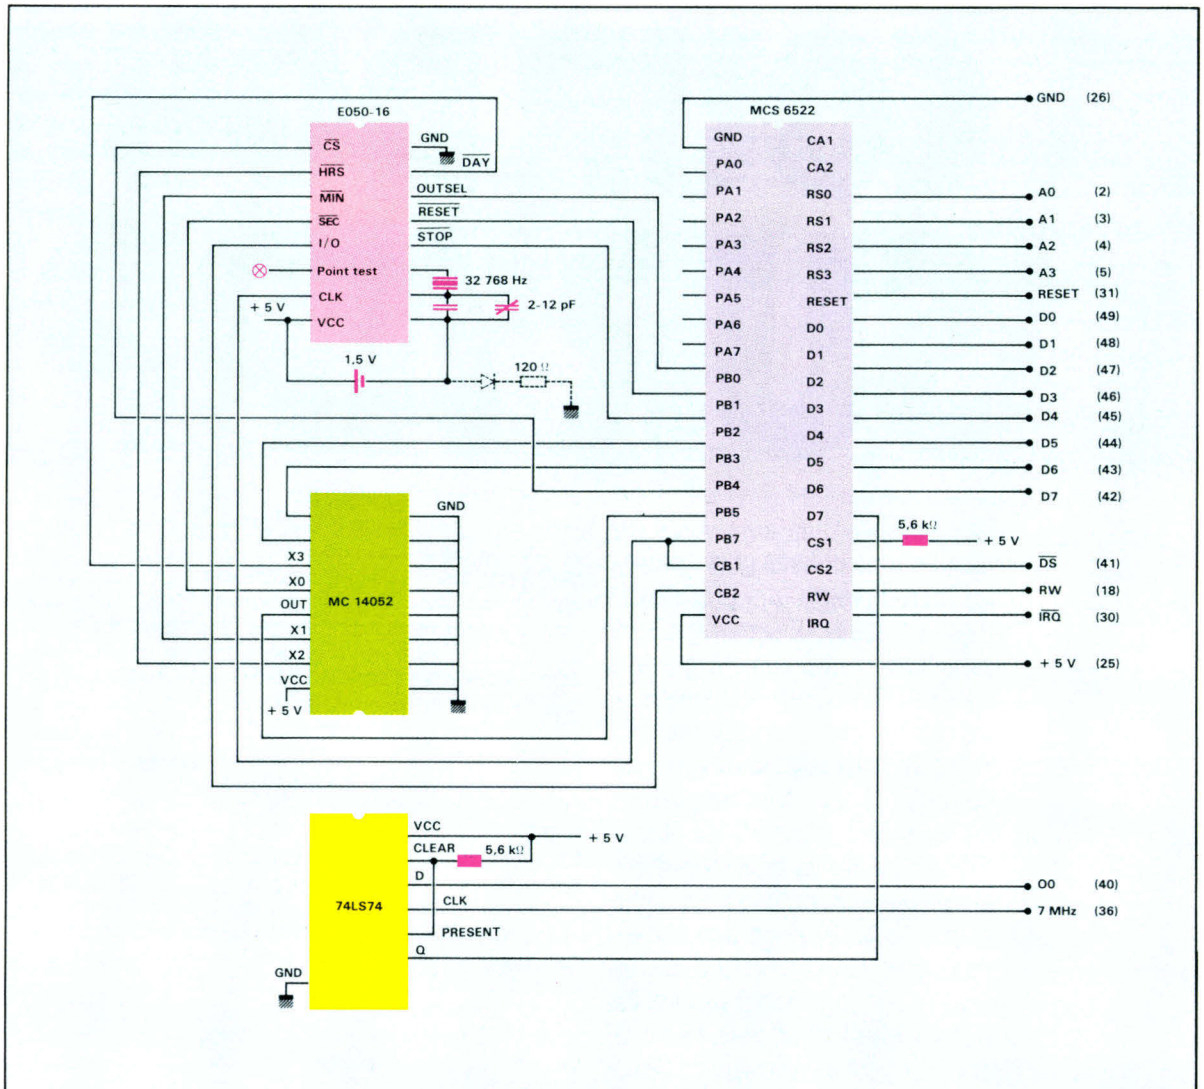 E050-16
CS
HRS
MIN
SEC
I/O
Point test
CLK
VCC
+ 5 V
GND
DAY
OUTSEL
RESET
STOP
32 768 Hz
2-12 pF
1,5 V
120 Ω
MCS 6522
GND
PA0
PA1
PA2
PA3
PA4
PA5
PA6
PA7
PB0
PB1
PB2
PB3
PB4
PB5
PB7
CB1
CB2
VCC
CA1
CA2
RS0
RS1
RS2
RS3
RESET
D0
D1
D2
D3
D4
D5
D6
D7
CS1
CS2
RW
IRQ
GND (26)
A0 (2)
A1 (3)
A2 (4)
A3 (5)
RESET (31)
D0 (49)
D1 (48)
D2 (47)
D3 (46)
D4 (45)
D5 (44)
D6 (43)
D7 (42)
5,6 kΩ
+ 5 V
DS (41)
RW (18)
IRQ (30)
+ 5 V (25)
GND
X3
X0
OUT
X1
X2
VCC
+ 5 V
MC 14052
VCC
+ 5 V
CLEAR
5,6 kΩ
D
CLK
PRESENT
Q
74LS74
GND
O0 (40)
7 MHz (36)